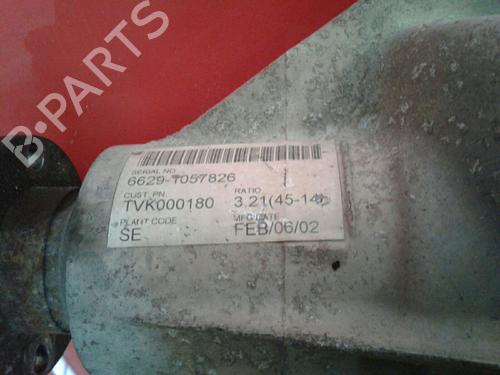 B-PARTS
SERIAL NO
6629-1057826
CUST. PN. RATIO
TVK000180 3.21(45-14)
PLANT CODE MFG DATE
SE FEB/06/02